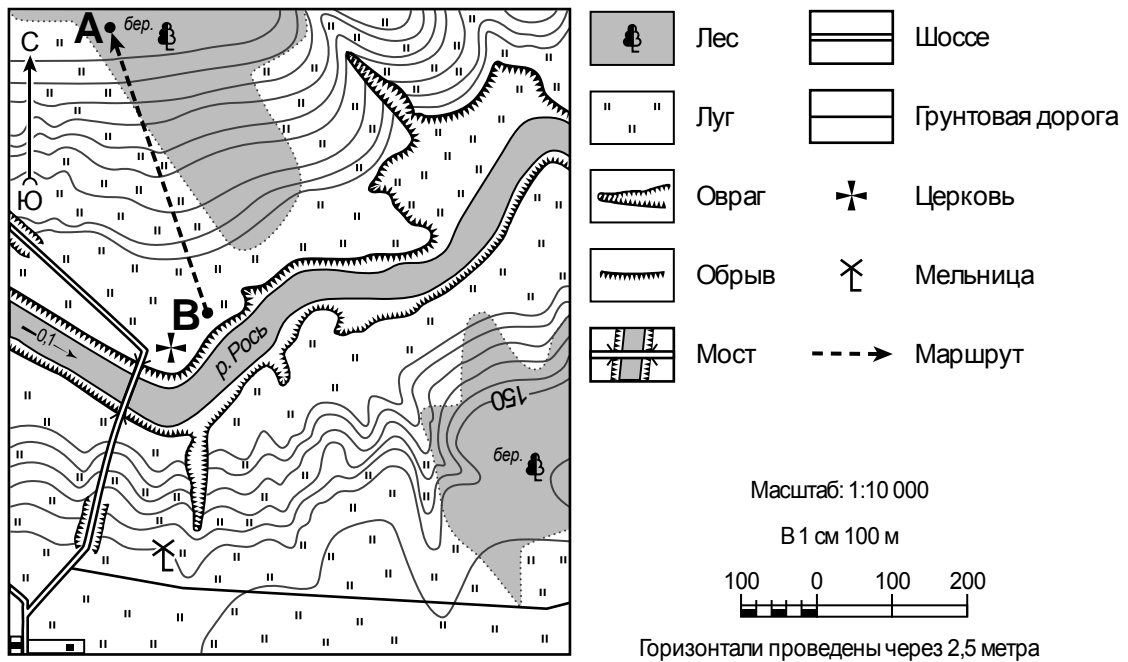 А
бер.
С
Ю
В
0,1
р. Рось
150
бер.
Лес
Шоссе
Луг
Грунтовая дорога
Овраг
Церковь
Обрыв
Мельница
Мост
Маршрут
Масштаб: 1:10 000
В 1 см 100 м
100 0 100 200
Горизонтали проведены через 2,5 метра